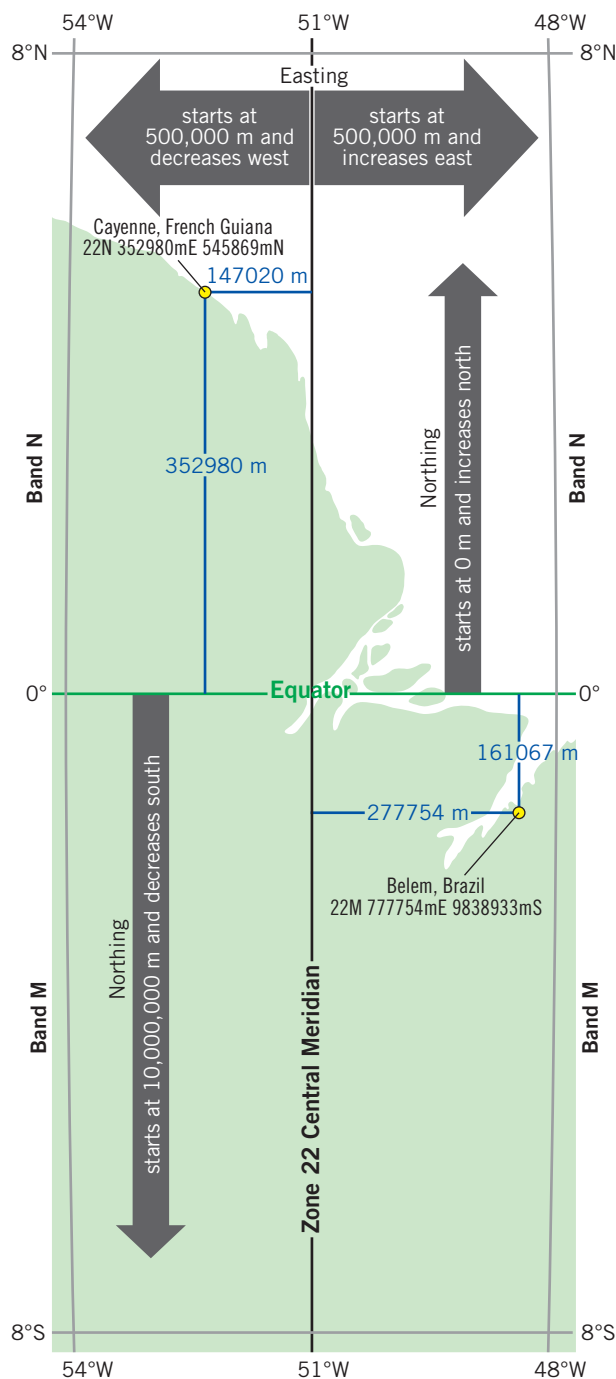 54°W 51°W 48°W
8°N 8°N
Easting
starts at
500,000 m and
decreases west
starts at
500,000 m and
increases east
Cayenne, French Guiana
22N 352980mE 545869mN
147020 m
352980 m
Band N
Northing
starts at 0 m and increases north
Band N
0° Equator 0°
161067 m
277754 m
Belem, Brazil
22M 777754mE 9838933mS
Band M
Northing
starts at 10,000,000 m and decreases south
Zone 22 Central Meridian
Band M
8°S 8°S
54°W 51°W 48°W